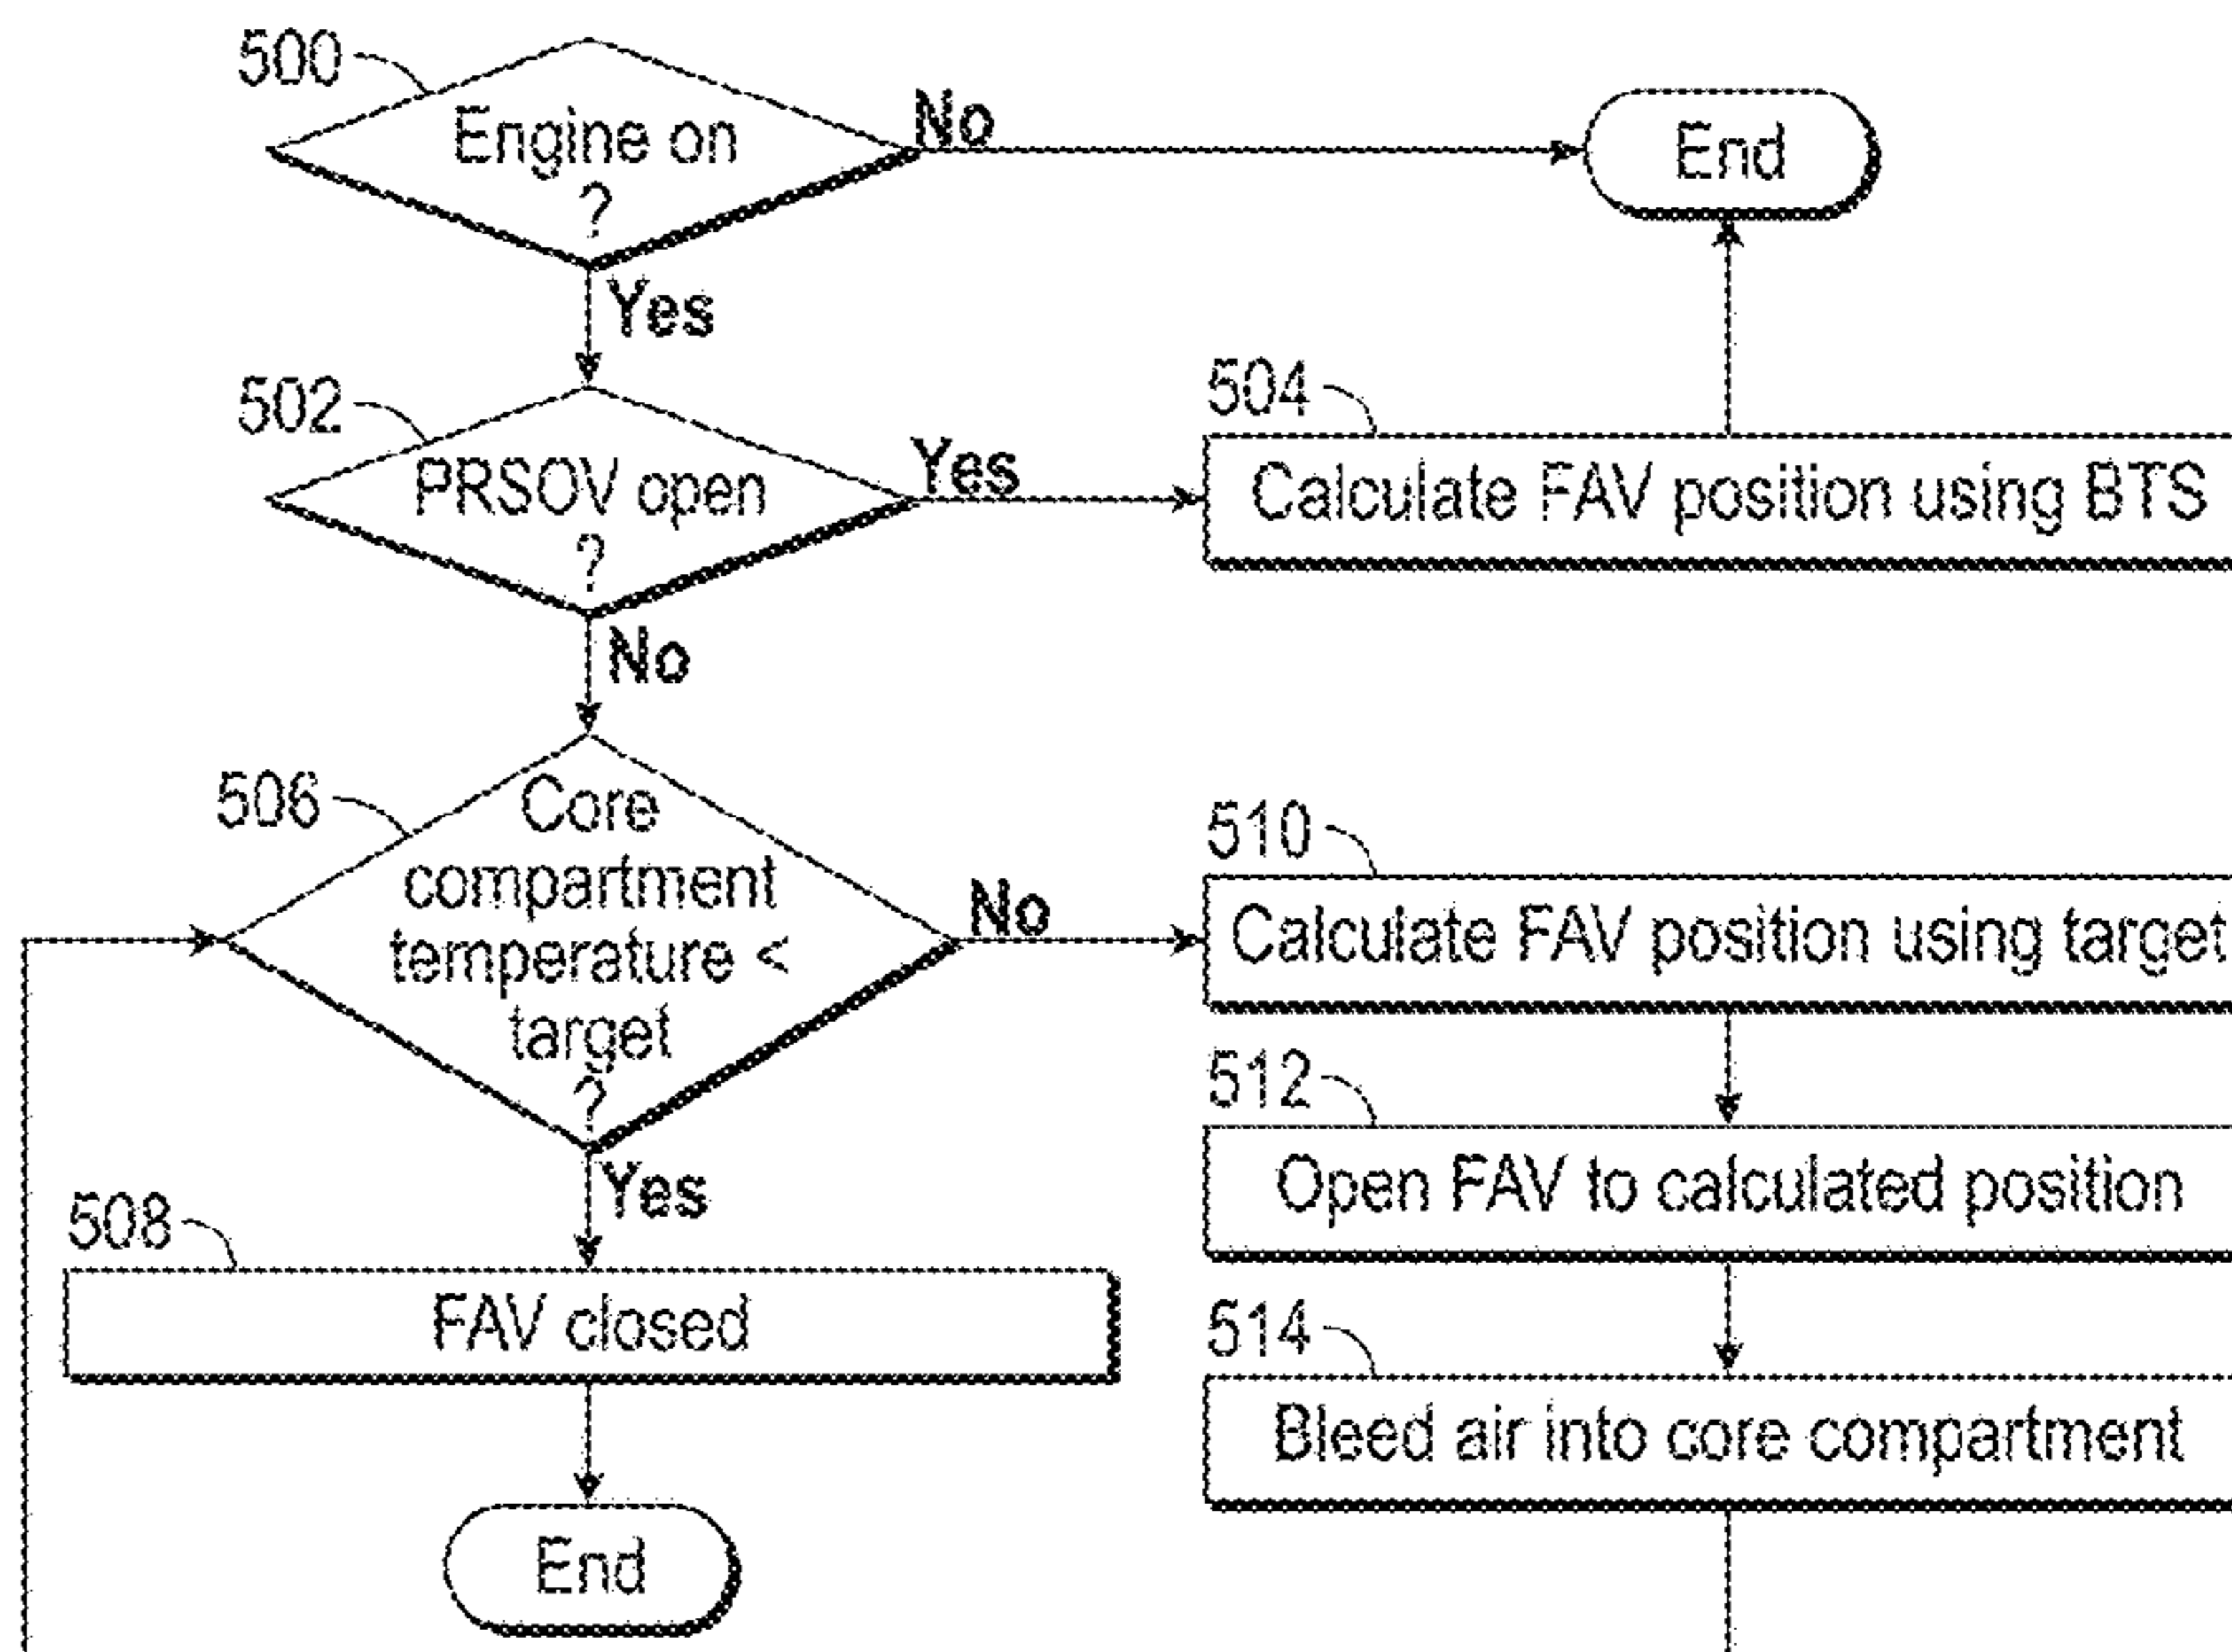 500
Engine on
?
No
End
Yes
502
PRSOV open
?
Yes
504
Calculate FAV position using BTS
No
506
Core
compartment
temperature <
target
?
No
510
Calculate FAV position using target
512
Open FAV to calculated position
514
Bleed air into core compartment
Yes
508
FAV closed
End